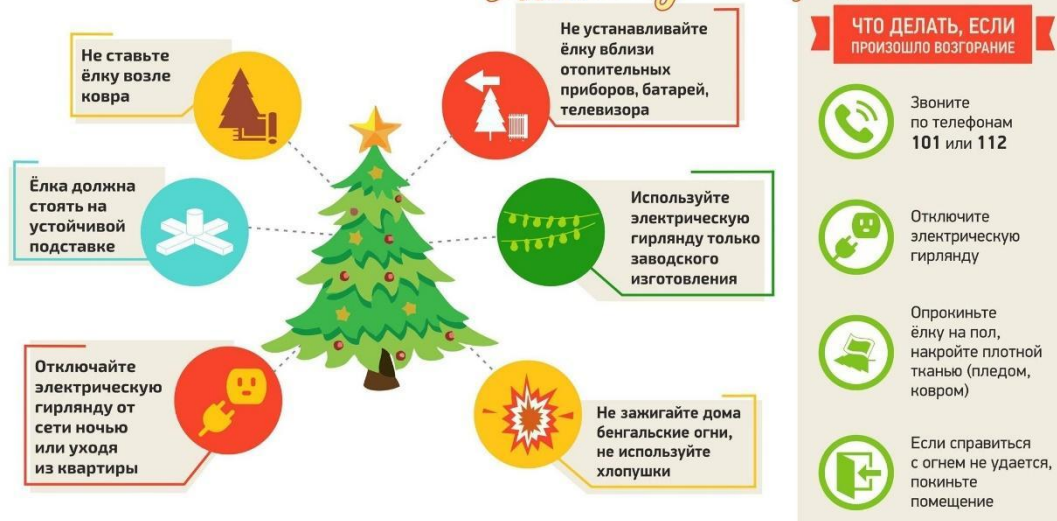 Не ставьте
ёлку возле
ковра
Не устанавливайте
ёлку вблизи
отопительных
приборов, батарей,
телевизора
Ёлка должна
стоять на
устойчивой
подставке
Используйте
электрическую
гирлянду только
заводского
изготовления
Отключайте
электрическую
гирлянду от
сети ночью
или уходя
из квартиры
Не зажигайте дома
бенгальские огни,
не используйте
хлопушки
ЧТО ДЕЛАТЬ, ЕСЛИ
ПРОИЗОШЛО ВОЗГОРАНИЕ
Звоните
по телефонам
101 или 112
Отключите
электрическую
гирлянду
Опрокиньте
ёлку на пол,
накройте плотной
тканью (пледом,
ковром)
Если справиться
с огнем не удается,
покиньте
помещение